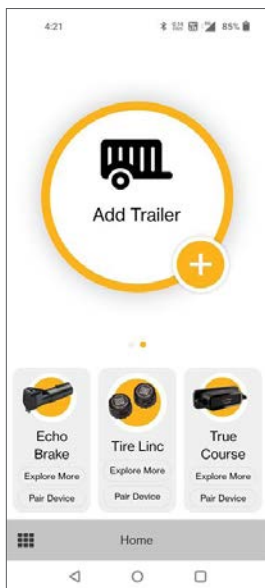 4:21
85%
Add Trailer
Echo
Brake
Explore More
Pair Device
Tire Linc
Explore More
Pair Device
True
Course
Explore More
Pair Device
Home